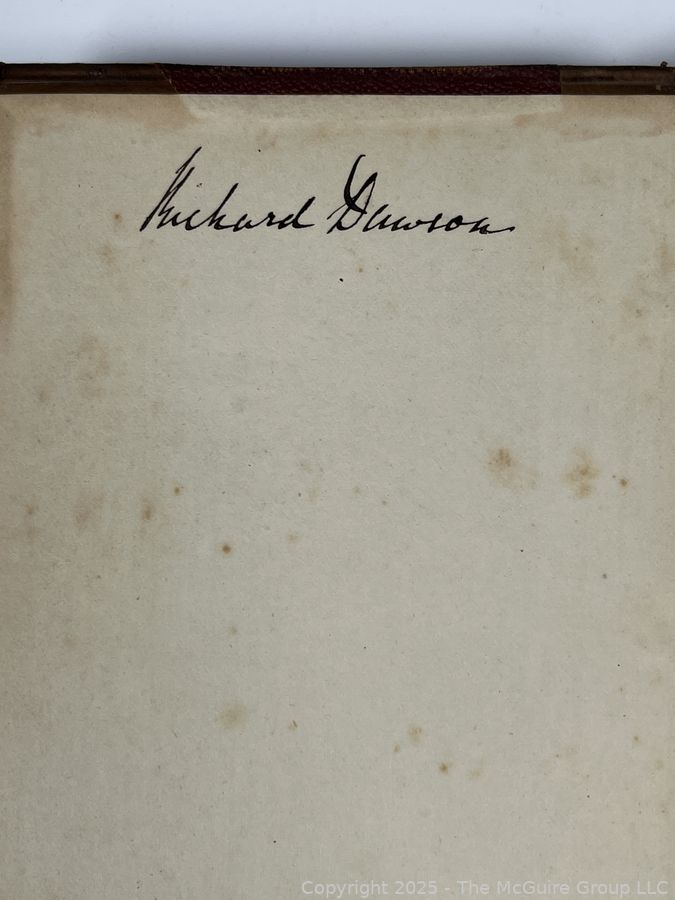 Richard Dawson
Copyright 2025 - The McGuire Group LLC